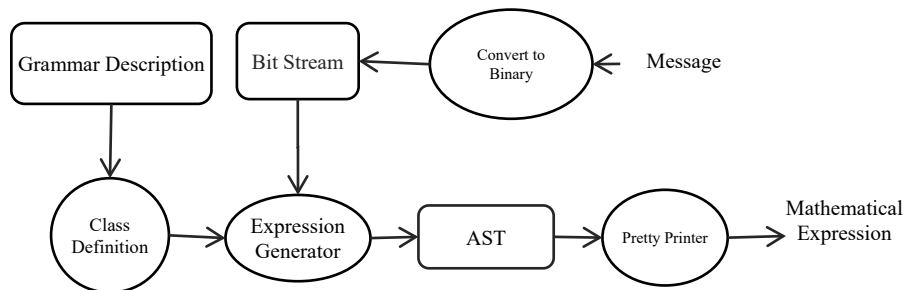 Grammar Description
Bit Stream
Convert to
Binary
Message
Class
Definition
Expression
Generator
AST
Pretty Printer
Mathematical
Expression